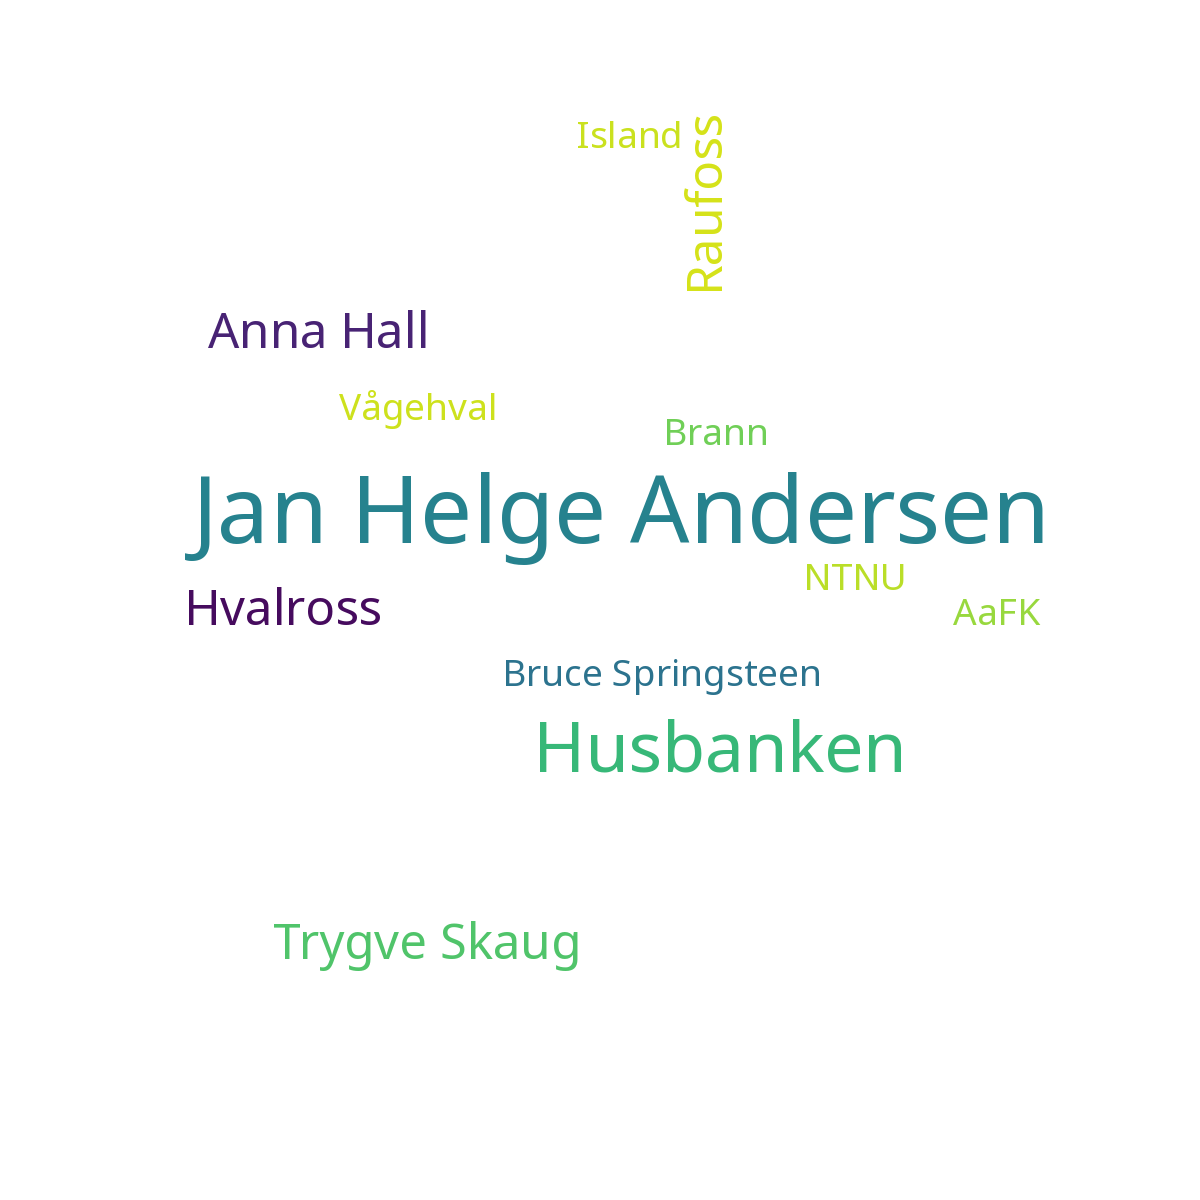 Island
Raufoss
Anna Hall
Vågehval
Brann
Jan Helge Andersen
NTNU
Hvalross
AaFK
Bruce Springsteen
Husbanken
Trygve Skaug